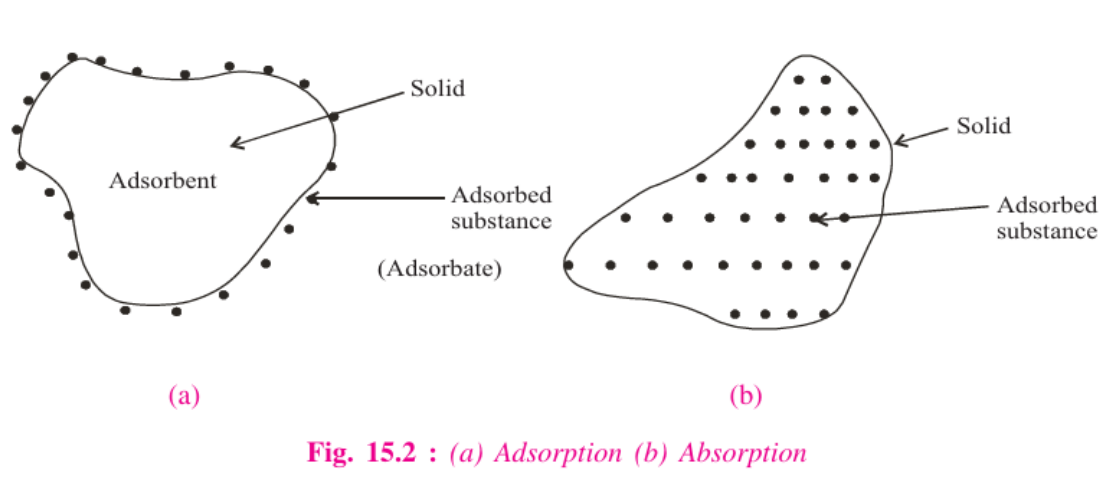 Solid
Adsorbent
Adsorbed
substance
(Adsorbate)
(a)
Solid
Adsorbed
substance
(b)
Fig. 15.2 : (a) Adsorption (b) Absorption